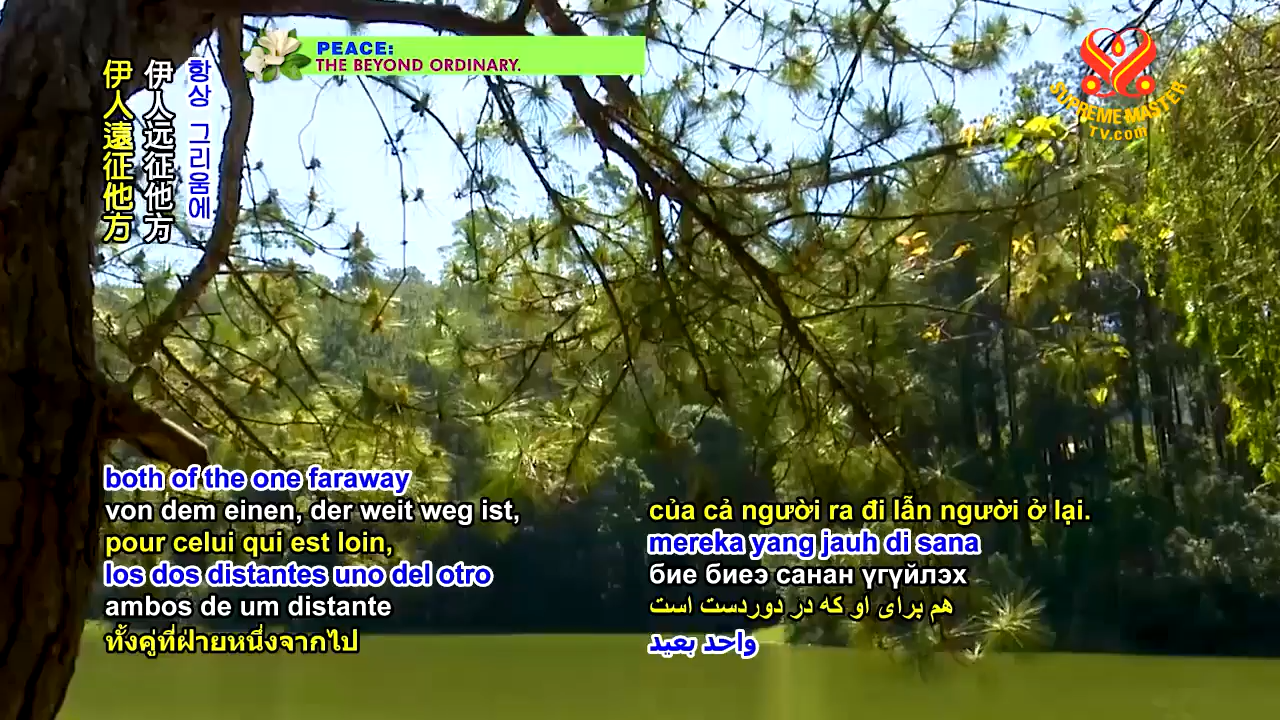 PEACE:
THE BEYOND ORDINARY.
SUPREME MASTER
TV.com
伊人遠征他方
伊人远征他方
항상 그리움에
both of the one faraway
von dem einen, der weit weg ist,
pour celui qui est loin,
los dos distantes uno del otro
ambos de um distante
ทั้งคู่ที่ฝ่ายหนึ่งจากไป
của cả người ra đi lẫn người ở lại.
mereka yang jauh di sana
бие биеэ санан үгүйлэх
هم برای او که در دوردست است
واحد بعيد